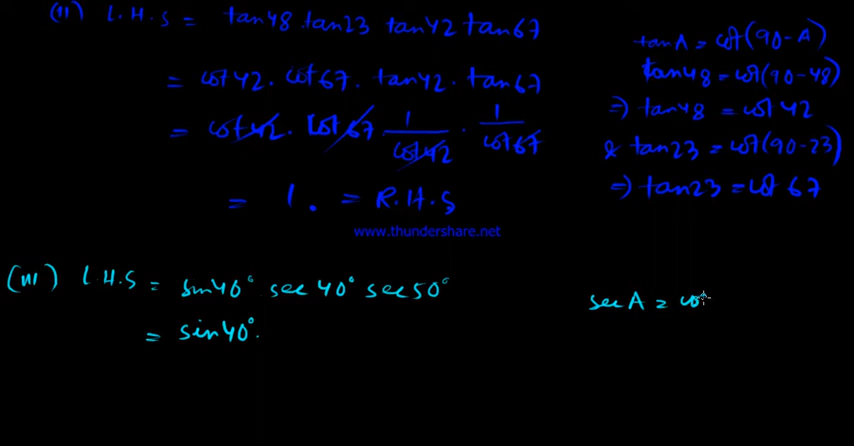 (II) L.H.S = tan48.tan23 tan42 tan67
= cot42. cot67. tan42. tan67
= cot42. cot67 1/cot42 . 1/cot67
= 1. = R.H.S
tanA = cot(90-A)
tan48 = cot(90-48)
⇒ tan48 = cot42
& tan23 = cot(90-23)
⇒ tan23 = cot 67
www.thundershare.net
(III) L.H.S = sin40° sec40° sec50°
= sin40°.
secA = co